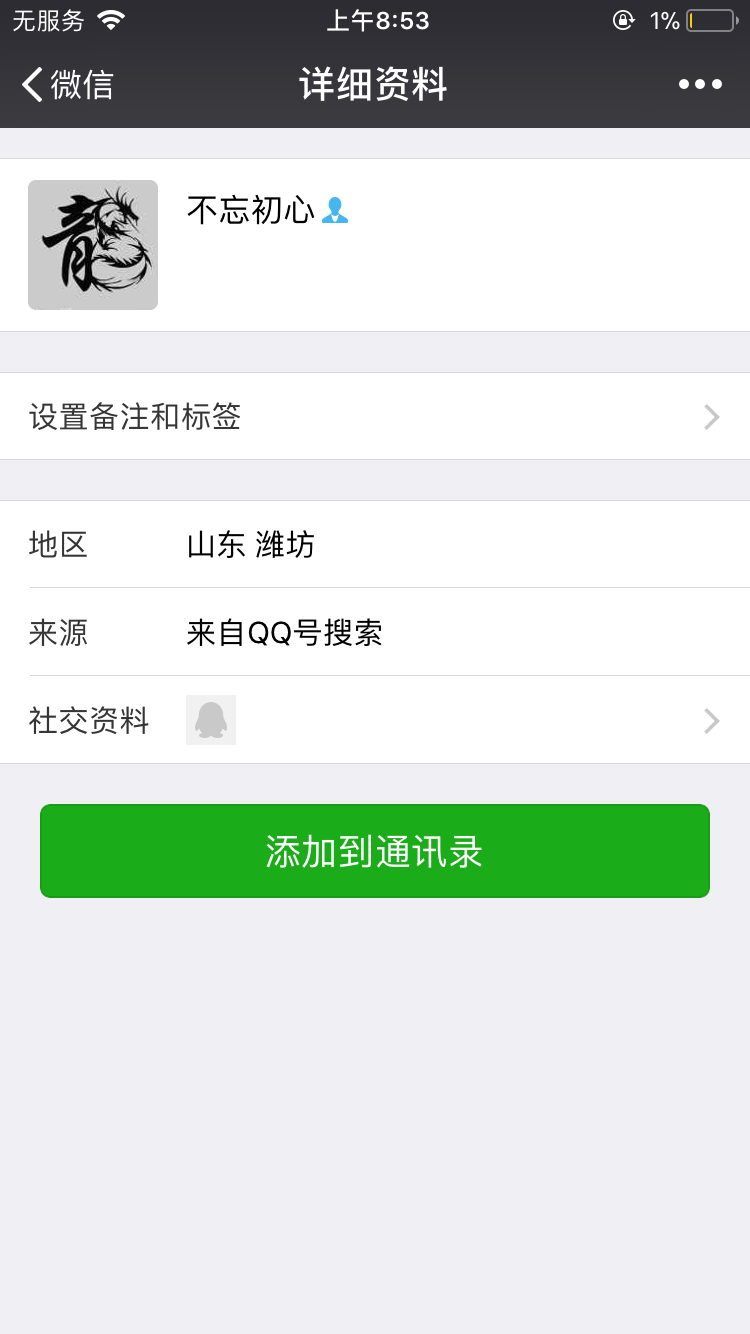 无服务 上午8:53 1%
微信 详细资料
龍
不忘初心
设置备注和标签
地区 山东 潍坊
来源 来自QQ号搜索
社交资料
添加到通讯录